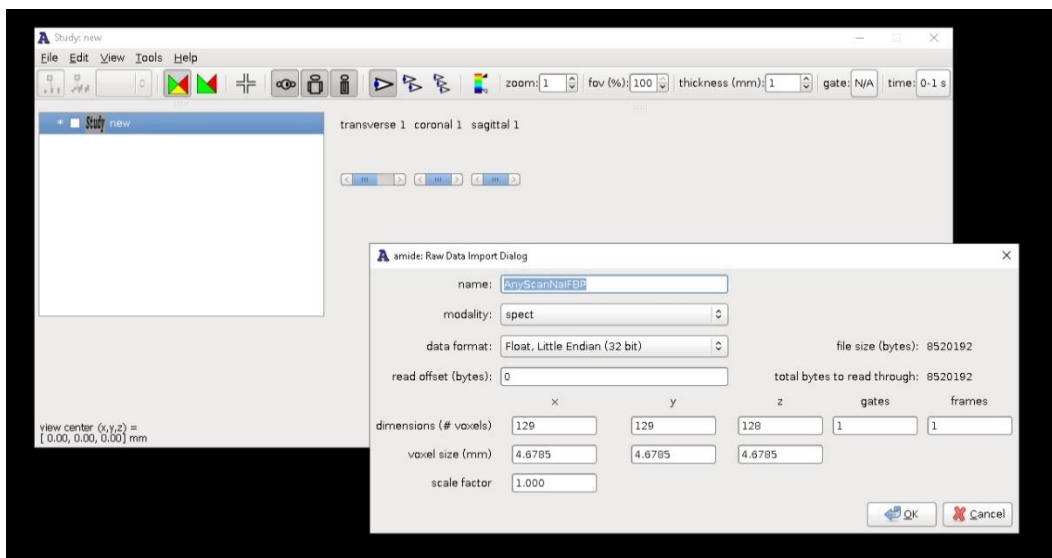 Study: new
File Edit View Tools Help
zoom: 1 fov (%): 100 thickness (mm): 1 gate: N/A time: 0-1 s
Study new
transverse 1 coronal 1 sagittal 1
amide: Raw Data Import Dialog
name: AnyScanNaIFBP
modality: spect
data format: Float, Little Endian (32 bit) file size (bytes): 8520192
read offset (bytes): 0 total bytes to read through: 8520192
x y z gates frames
dimensions (# voxels) 129 129 128 1 1
voxel size (mm) 4.6785 4.6785 4.6785
scale factor 1.000
view center (x,y,z) =
[ 0.00, 0.00, 0.00] mm
OK Cancel